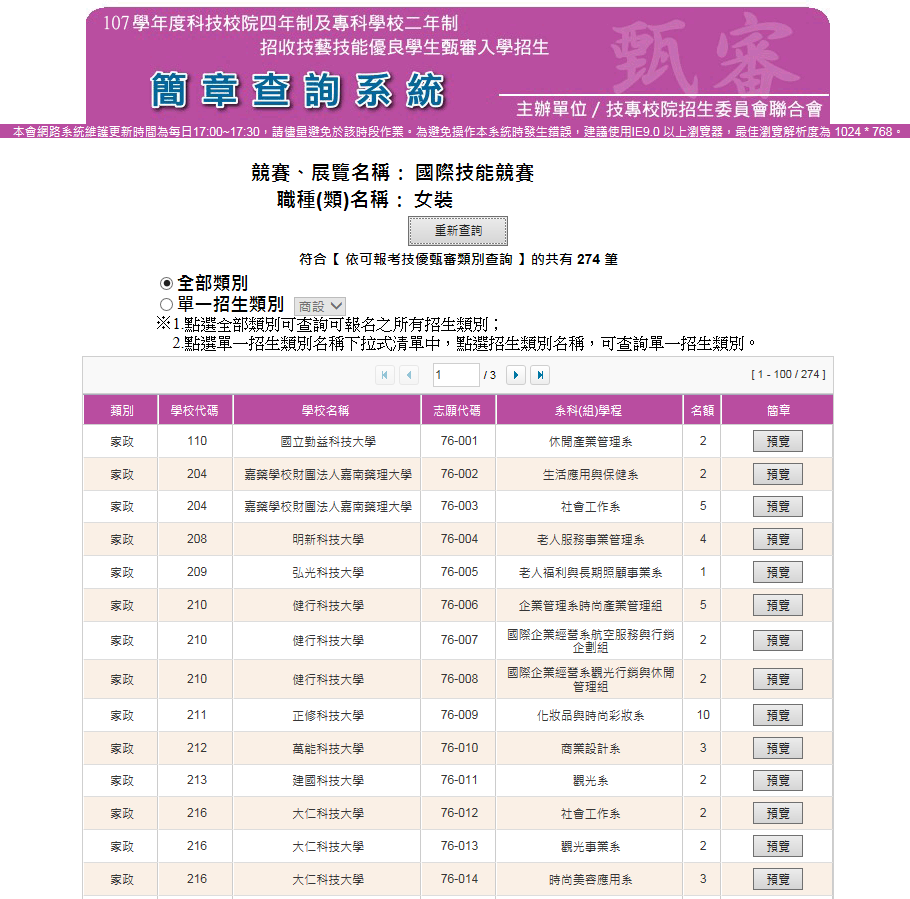 107學年度科技校院四年制及專科學校二年制
招收技藝技能優良學生甄審入學招生
甄審
簡章查詢系統
主辦單位 / 技專校院招生委員會聯合會
本會網路系統維護更新時間為每日17:00~17:30，請儘量避免於該時段作業。為避免操作本系統時發生錯誤，建議使用IE9.0 以上瀏覽器，最佳瀏覽解析度為 1024 * 768。
競賽、展覽名稱： 國際技能競賽
職種(類)名稱： 女裝
重新查詢
符合【 依可報考技優甄審類別查詢 】的共有 274 筆
全部類別
單一招生類別 商設
※1.點選全部類別可查詢可報名之所有招生類別；
2.點選單一招生類別名稱下拉式清單中，點選招生類別名稱，可查詢單一招生類別。
1 / 3 [ 1 - 100 / 274 ]
類別 學校代碼 學校名稱 志願代碼 系科(組)學程 名額 簡章
家政 110 國立勤益科技大學 76-001 休閒產業管理系 2 預覽
家政 204 嘉藥學校財團法人嘉南藥理大學 76-002 生活應用與保健系 2 預覽
家政 204 嘉藥學校財團法人嘉南藥理大學 76-003 社會工作系 5 預覽
家政 208 明新科技大學 76-004 老人服務事業管理系 4 預覽
家政 209 弘光科技大學 76-005 老人福利與長期照顧事業系 1 預覽
家政 210 健行科技大學 76-006 企業管理系時尚產業管理組 5 預覽
家政 210 健行科技大學 76-007 國際企業經營系航空服務與行銷企劃組 2 預覽
家政 210 健行科技大學 76-008 國際企業經營系觀光行銷與休閒管理組 2 預覽
家政 211 正修科技大學 76-009 化妝品與時尚彩妝系 10 預覽
家政 212 萬能科技大學 76-010 商業設計系 3 預覽
家政 213 建國科技大學 76-011 觀光系 2 預覽
家政 216 大仁科技大學 76-012 社會工作系 2 預覽
家政 216 大仁科技大學 76-013 觀光事業系 2 預覽
家政 216 大仁科技大學 76-014 時尚美容應用系 3 預覽